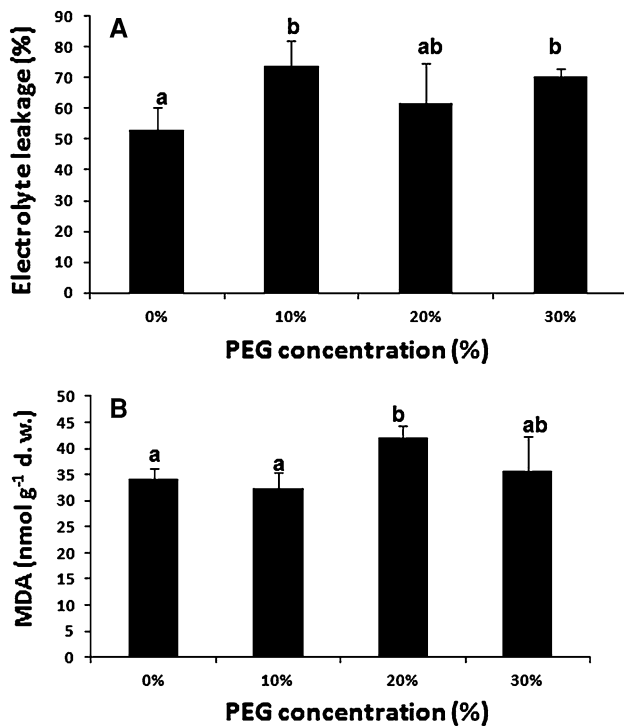 A
Electrolyte leakage (%)
90
80
70
60
50
40
30
20
10
0
a
b
ab
b
0% 10% 20% 30%
PEG concentration (%)
B
MDA (nmol g⁻¹ d. w.)
50
45
40
35
30
25
20
15
10
5
0
a
a
b
ab
0% 10% 20% 30%
PEG concentration (%)